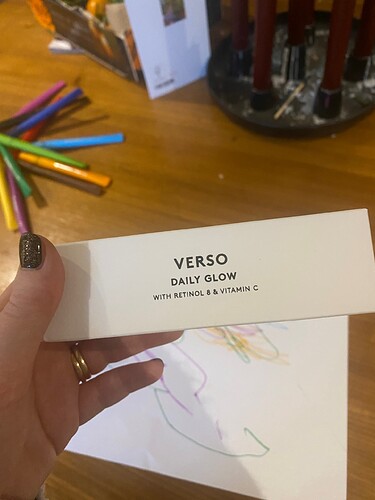 VERSO
DAILY GLOW
WITH RETINOL 8 & VITAMIN C